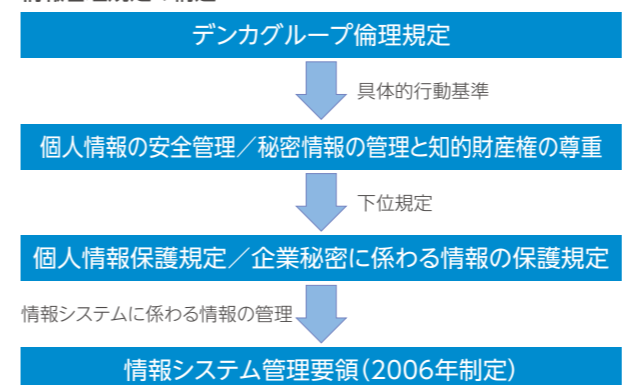 デンカグループ倫理規定
具体的行動基準
個人情報の安全管理／秘密情報の管理と知的財産権の尊重
下位規定
個人情報保護規定／企業秘密に係わる情報の保護規定
情報システムに係わる情報の管理
情報システム管理要領（2006年制定）